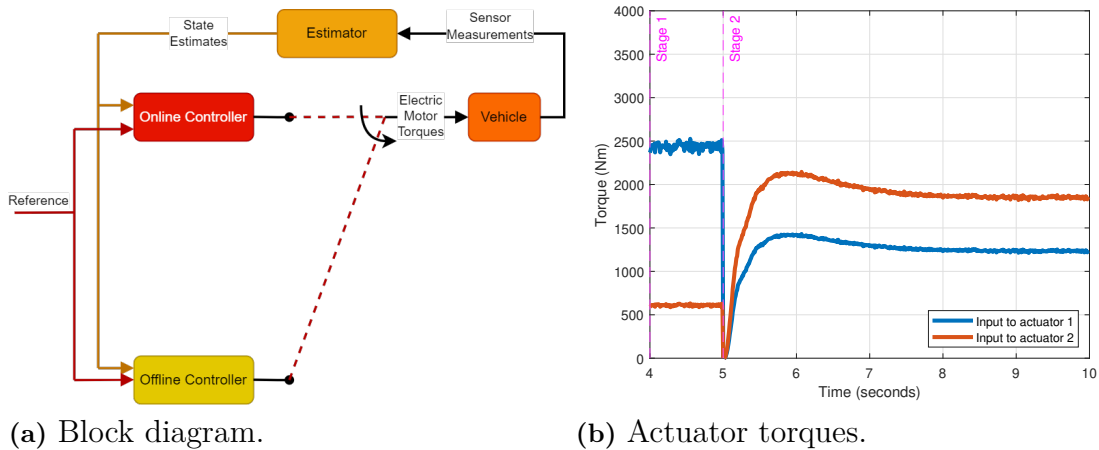 State
Estimates
Estimator
Sensor
Measurements
Online Controller
Electric
Motor
Torques
Vehicle
Reference
Offline Controller
(a) Block diagram.
4000
3500
3000
2500
2000
1500
1000
500
0
Torque (Nm)
Stage 1
Stage 2
Input to actuator 1
Input to actuator 2
4 5 6 7 8 9 10
Time (seconds)
(b) Actuator torques.